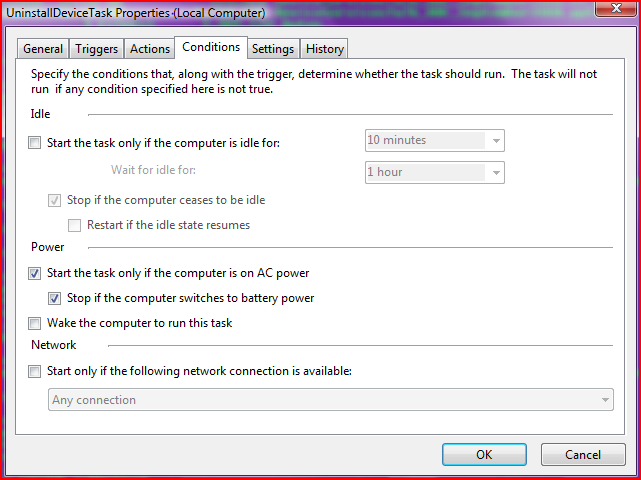 UninstallDeviceTask Properties (Local Computer)
General Triggers Actions Conditions Settings History
Specify the conditions that, along with the trigger, determine whether the task should run. The task will not
run if any condition specified here is not true.
Idle
Start the task only if the computer is idle for: 10 minutes
Wait for idle for: 1 hour
Stop if the computer ceases to be idle
Restart if the idle state resumes
Power
Start the task only if the computer is on AC power
Stop if the computer switches to battery power
Wake the computer to run this task
Network
Start only if the following network connection is available:
Any connection
OK Cancel